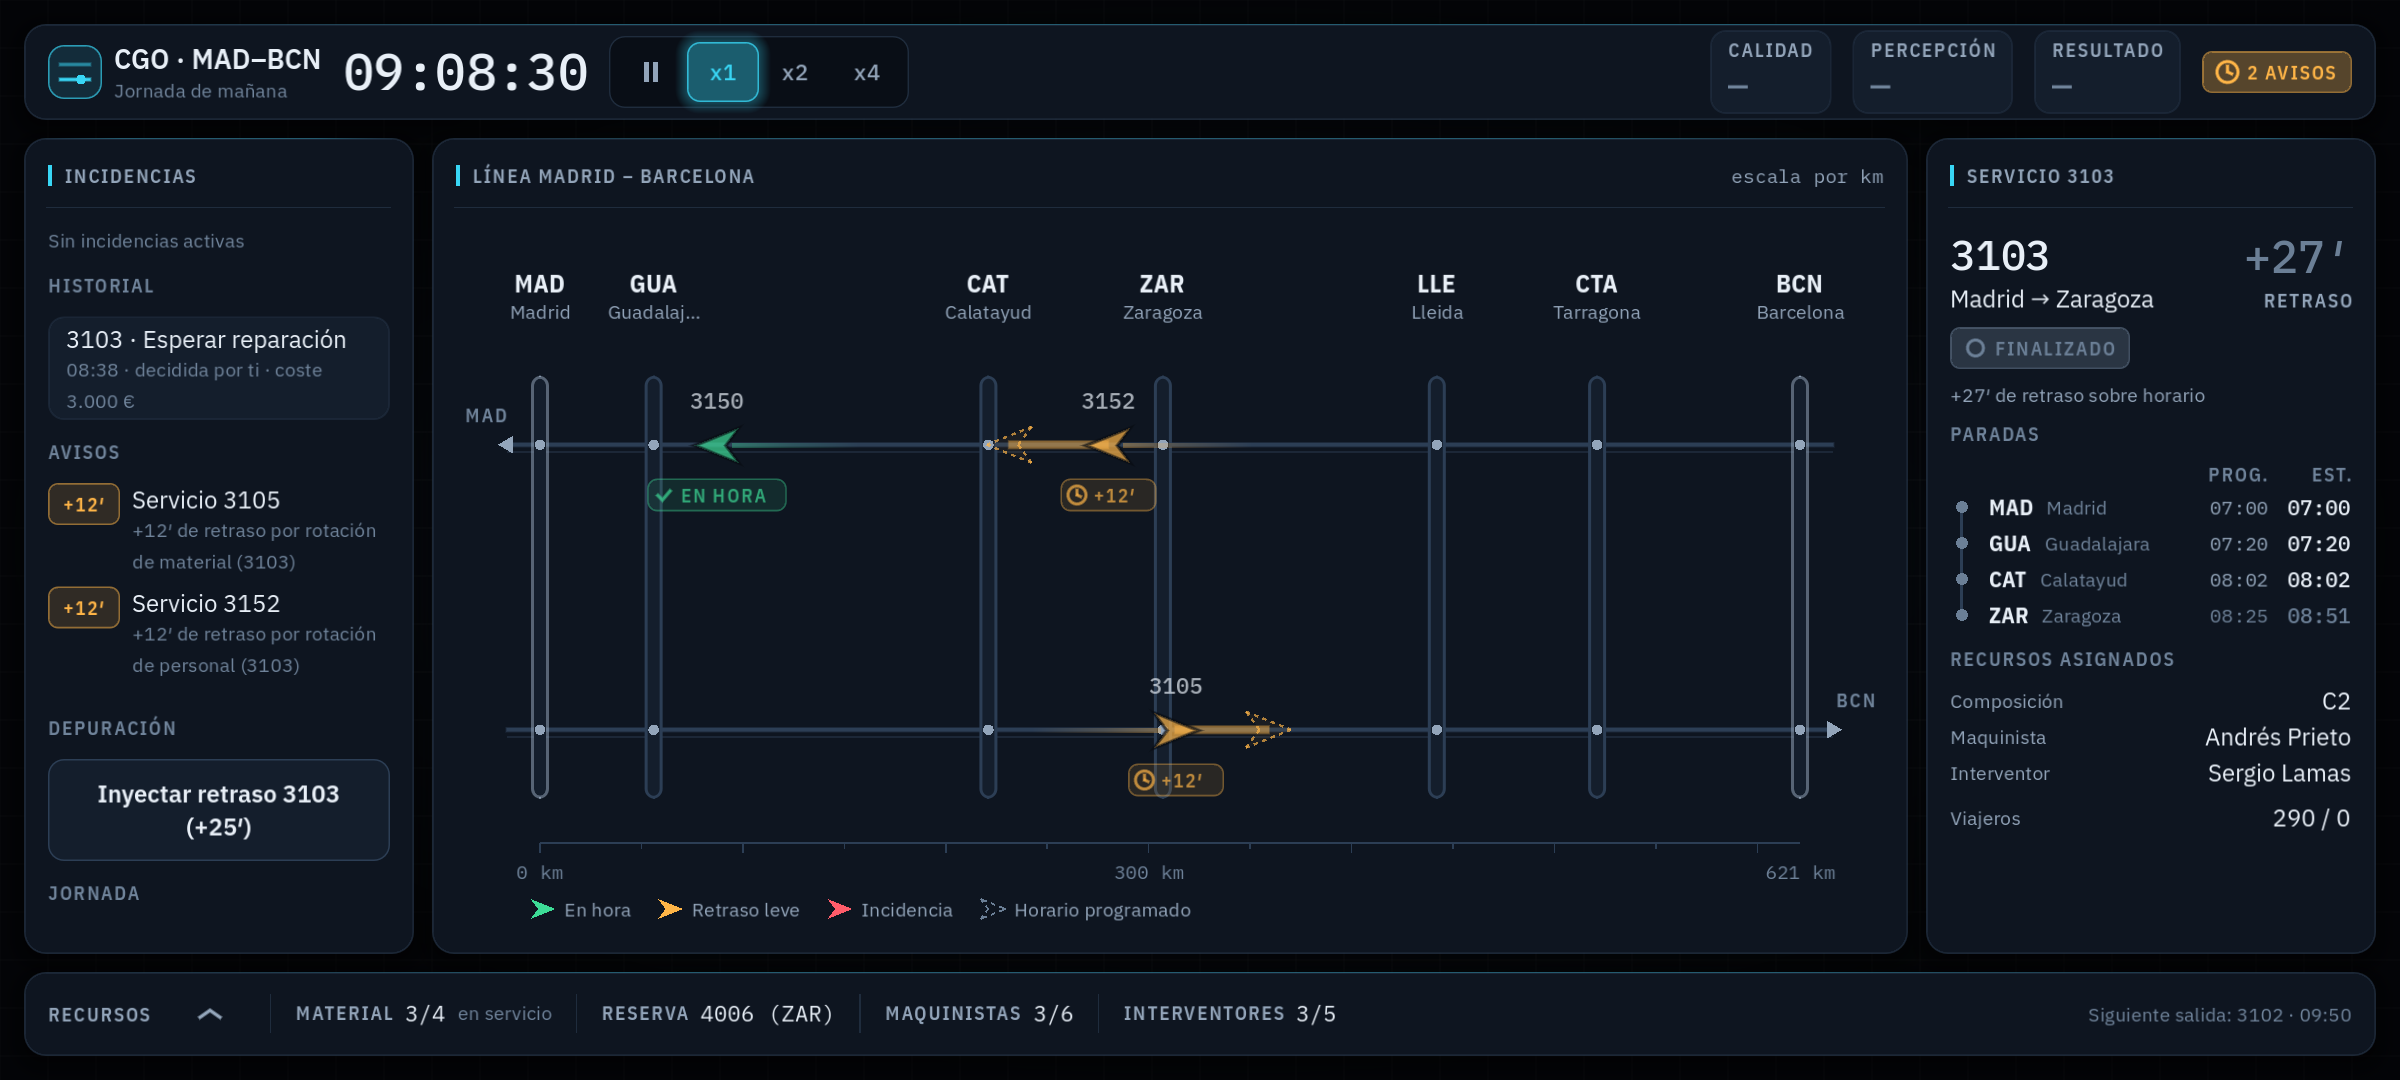 CGO · MAD–BCN
Jornada de mañana
09:08:30
x1
x2
x4
CALIDAD
—
PERCEPCIÓN
—
RESULTADO
—
2 AVISOS
INCIDENCIAS
Sin incidencias activas
HISTORIAL
3103 · Esperar reparación
08:38 · decidida por ti · coste
3.000 €
AVISOS
+12′
Servicio 3105
+12′ de retraso por rotación
de material (3103)
+12′
Servicio 3152
+12′ de retraso por rotación
de personal (3103)
DEPURACIÓN
Inyectar retraso 3103
(+25′)
JORNADA
LÍNEA MADRID – BARCELONA
escala por km
MAD
Madrid
GUA
Guadalaj...
CAT
Calatayud
ZAR
Zaragoza
LLE
Lleida
CTA
Tarragona
BCN
Barcelona
MAD
3150
EN HORA
3152
+12′
3105
+12′
BCN
0 km
300 km
621 km
En hora
Retraso leve
Incidencia
Horario programado
SERVICIO 3103
3103
+27′
Madrid → Zaragoza
RETRASO
FINALIZADO
+27′ de retraso sobre horario
PARADAS
PROG. EST.
MAD Madrid 07:00 07:00
GUA Guadalajara 07:20 07:20
CAT Calatayud 08:02 08:02
ZAR Zaragoza 08:25 08:51
RECURSOS ASIGNADOS
Composición C2
Maquinista Andrés Prieto
Interventor Sergio Lamas
Viajeros 290 / 0
RECURSOS
MATERIAL 3/4 en servicio
RESERVA 4006 (ZAR)
MAQUINISTAS 3/6
INTERVENTORES 3/5
Siguiente salida: 3102 · 09:50